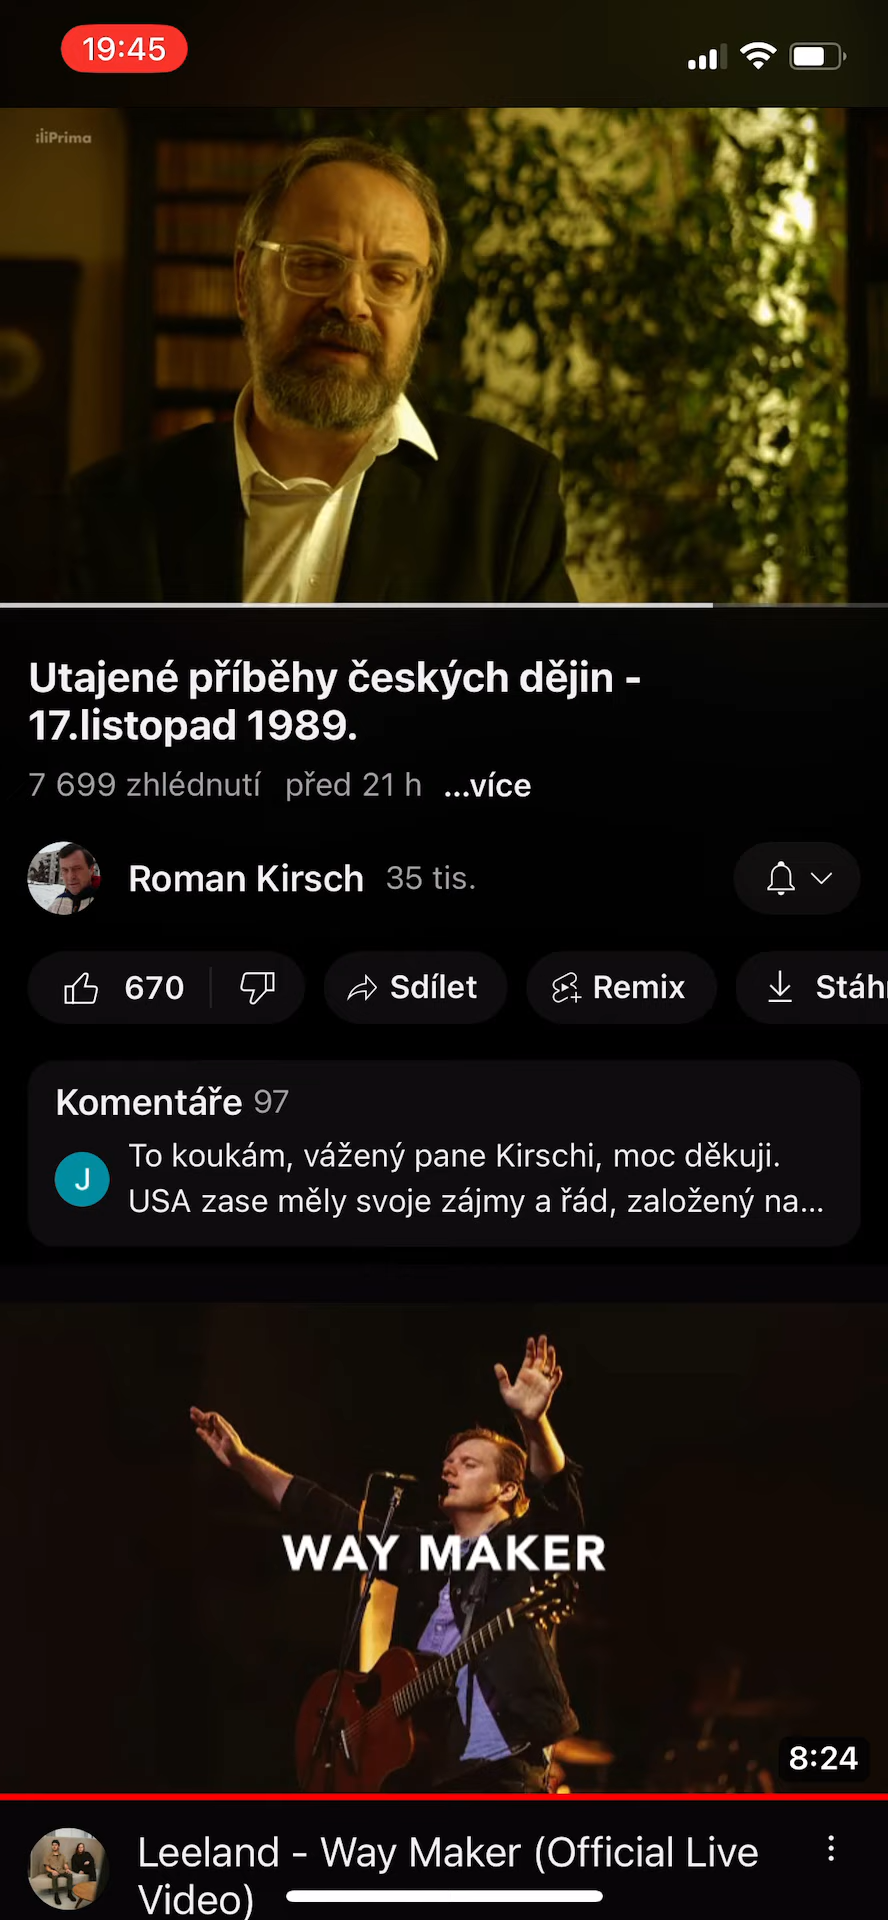 19:45
iPrima
Utajené příběhy českých dějin -
17.listopad 1989.
7 699 zhlédnutí před 21 h ...více
Roman Kirsch 35 tis.
670 Sdílet Remix Stáh
Komentáře 97
J
To koukám, vážený pane Kirschi, moc děkuji.
USA zase měly svoje zájmy a řád, založený na...
WAY MAKER
8:24
Leeland - Way Maker (Official Live
Video)